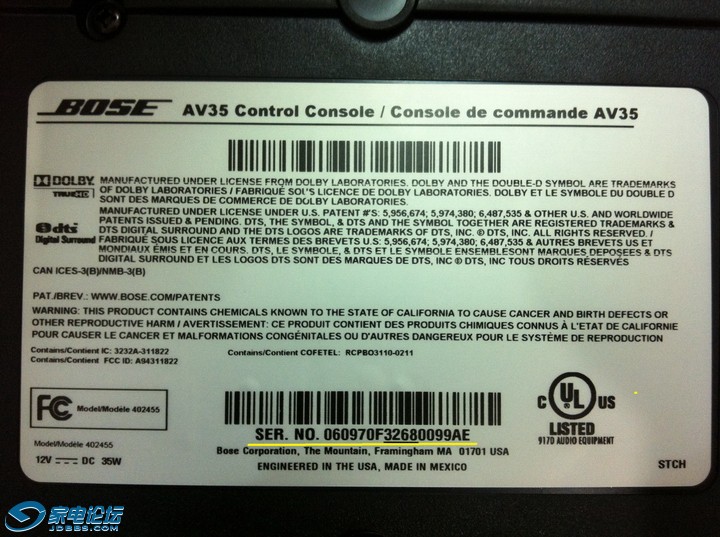 BOSE AV35 Control Console / Console de commande AV35
DOLBY TRUEHD
MANUFACTURED UNDER LICENSE FROM DOLBY LABORATORIES. DOLBY AND THE DOUBLE-D SYMBOL ARE TRADEMARKS
OF DOLBY LABORATORIES / FABRIQUÉ SOUS LICENCE DE DOLBY LABORATORIES. DOLBY ET LE SYMBOLE DU DOUBLE D
SONT DES MARQUES DE COMMERCE DE DOLBY LABORATORIES.
dts Digital Surround
MANUFACTURED UNDER LICENSE UNDER U.S. PATENT #'S: 5,956,674; 5,974,380; 6,487,535 & OTHER U.S. AND WORLDWIDE
PATENTS ISSUED & PENDING. DTS, THE SYMBOL, & DTS AND THE SYMBOL TOGETHER ARE REGISTERED TRADEMARKS &
DTS DIGITAL SURROUND AND THE DTS LOGOS ARE TRADEMARKS OF DTS, INC. © DTS, INC. ALL RIGHTS RESERVED. /
FABRIQUÉ SOUS LICENCE AUX TERMES DES BREVETS U.S: 5,956,674; 5,974,380; 6,487,535 & AUTRES BREVETS US ET
MONDIAUX ÉMIS ET EN COURS. DTS, LE SYMBOLE, & DTS ET LE SYMBOLE ENSEMBLE SONT MARQUES DEPOSEES & DTS
DIGITAL SURROUND ET LES LOGOS DTS SONT DES MARQUES DE DTS, INC © DTS, INC TOUS DROITS RÉSERVÉS
CAN ICES-3(B)/NMB-3(B)
PAT./BREV.: WWW.BOSE.COM/PATENTS
WARNING: THIS PRODUCT CONTAINS CHEMICALS KNOWN TO THE STATE OF CALIFORNIA TO CAUSE CANCER AND BIRTH DEFECTS OR
OTHER REPRODUCTIVE HARM / AVERTISSEMENT: CE PRODUIT CONTIENT DES PRODUITS CHIMIQUES CONNUS À L'ETAT DE CALIFORNIE
POUR CAUSER LE CANCER ET MALFORMATIONS CONGÉNITALES OU D'AUTRES DANGEREUX POUR LE SYSTÈME DE REPRODUCTION
Contains/Contient IC: 3232A-311822 Contains/Contient COFETEL: RCPBO3110-0211
Contains/Contient FCC ID: A94311822
FC Model/Modèle 402455
SER. NO. 060970F32680099AE
C UL US
LISTED
917D AUDIO EQUIPMENT
Model/Modèle 402455
Bose Corporation, The Mountain, Framingham MA 01701 USA
12V DC 35W
ENGINEERED IN THE USA, MADE IN MEXICO
STCH
家电论坛
JDBBS.COM